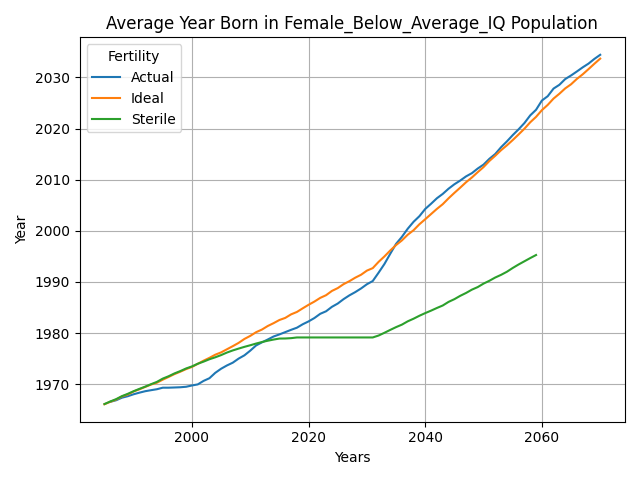 Average Year Born in Female_Below_Average_IQ Population
Fertility
Actual
Ideal
Sterile
2030
2020
2010
2000
1990
1980
1970
Year
2000
2020
2040
2060
Years